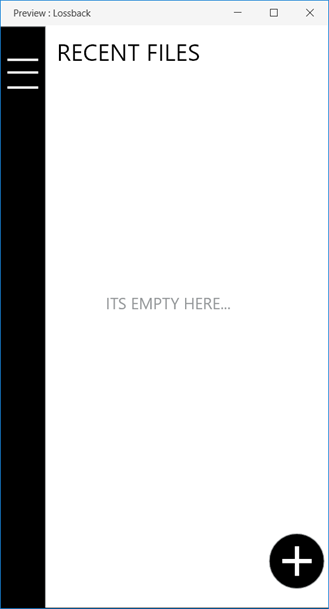 Preview : Lossback
RECENT FILES
ITS EMPTY HERE...